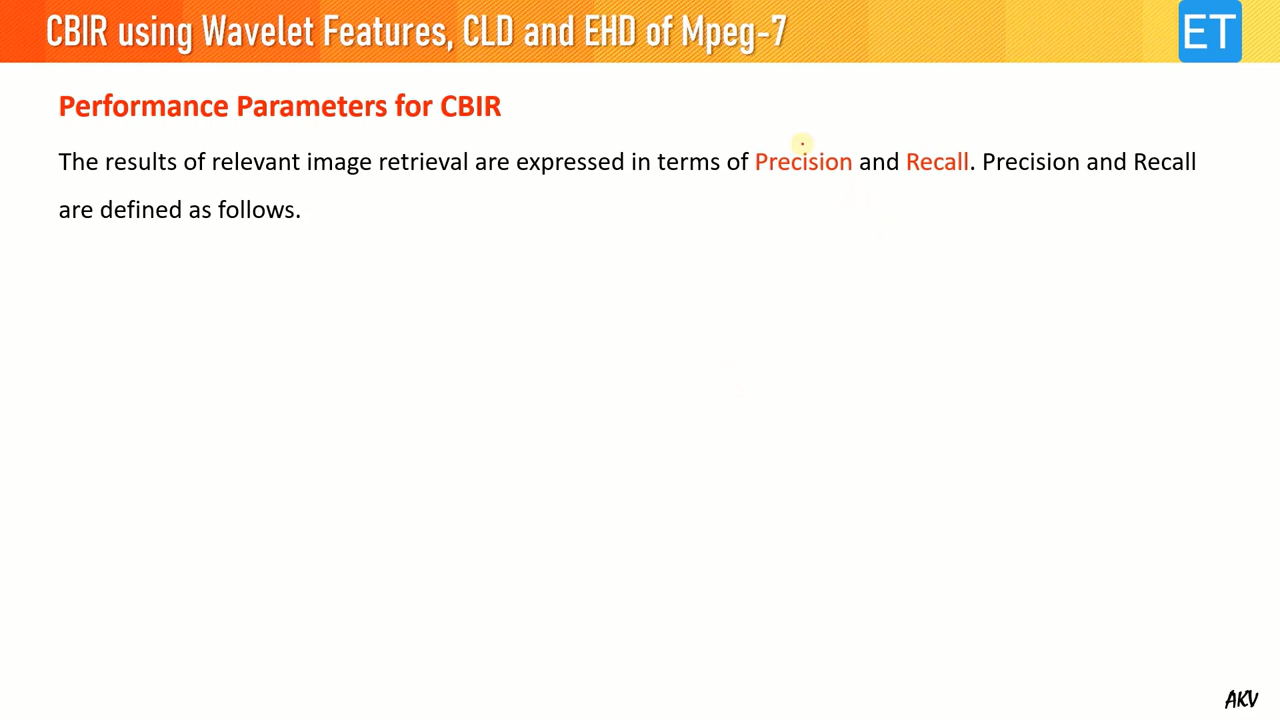 CBIR using Wavelet Features, CLD and EHD of Mpeg-7
ET
Performance Parameters for CBIR
The results of relevant image retrieval are expressed in terms of Precision and Recall. Precision and Recall
are defined as follows.
AKV